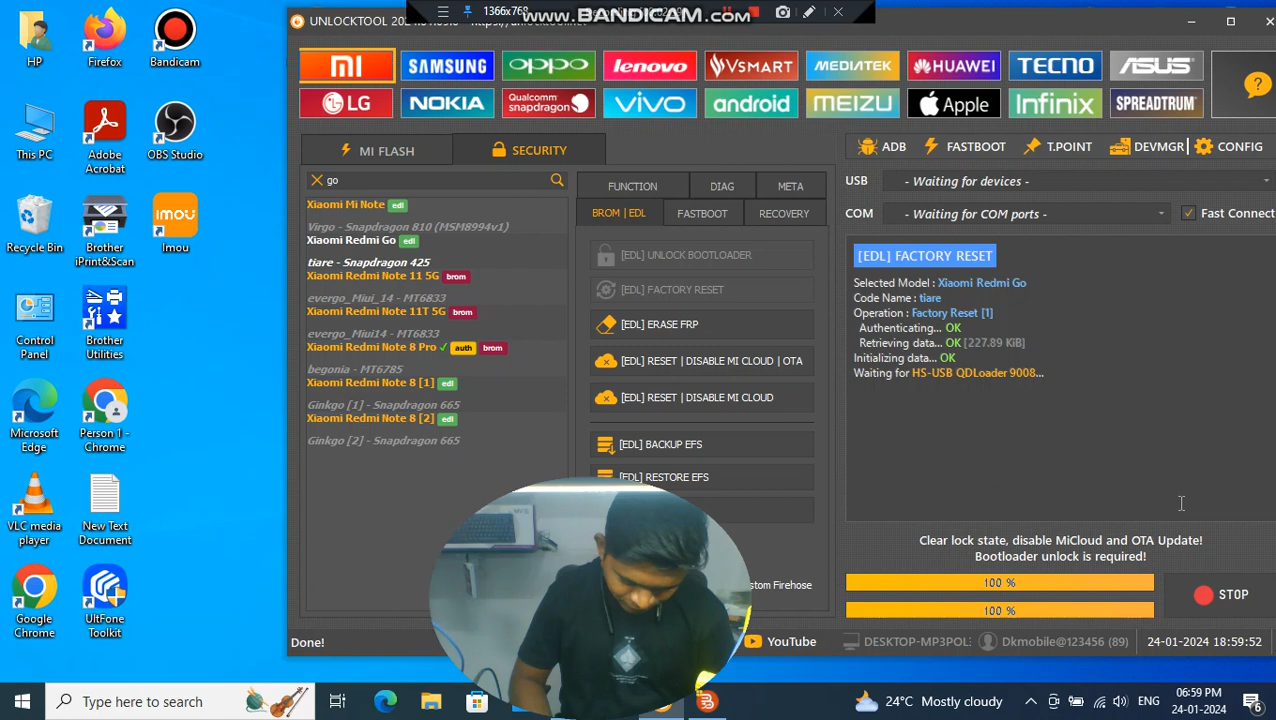 1366x768
www.BANDICAM.com
UNLOCKTOOL
HP
Firefox
Bandicam
This PC
Adobe Acrobat
OBS Studio
Recycle Bin
Brother iPrint&Scan
Imou
Control Panel
Brother Utilities
Microsoft Edge
Person 1 - Chrome
VLC media player
New Text Document
Google Chrome
UltFone Toolkit
MI SAMSUNG oppo lenovo VSMART MEDIATEK HUAWEI TECNO ASUS
LG NOKIA Qualcomm snapdragon vivo android MEIZU Apple Infinix SPREADTRUM
MI FLASH
SECURITY
go
Xiaomi Mi Note edl
Virgo - Snapdragon 810 (MSM8994v1)
Xiaomi Redmi Go edl
tiare - Snapdragon 425
Xiaomi Redmi Note 11 5G brom
evergo_Miui_14 - MT6833
Xiaomi Redmi Note 11T 5G brom
evergo_Miui14 - MT6833
Xiaomi Redmi Note 8 Pro ✓ auth brom
begonia - MT6785
Xiaomi Redmi Note 8 [1] edl
Ginkgo [1] - Snapdragon 665
Xiaomi Redmi Note 8 [2] edl
Ginkgo [2] - Snapdragon 665
FUNCTION DIAG META
BROM | EDL FASTBOOT RECOVERY
[EDL] UNLOCK BOOTLOADER
[EDL] FACTORY RESET
[EDL] ERASE FRP
[EDL] RESET | DISABLE MI CLOUD | OTA
[EDL] RESET | DISABLE MI CLOUD
[EDL] BACKUP EFS
[EDL] RESTORE EFS
stom Firehose
ADB FASTBOOT T.POINT DEVMGR CONFIG
USB - Waiting for devices -
COM - Waiting for COM ports - Fast Connect
[EDL] FACTORY RESET
Selected Model : Xiaomi Redmi Go
Code Name : tiare
Operation : Factory Reset [1]
Authenticating... OK
Retrieving data... OK [227.89 KiB]
Initializing data... OK
Waiting for HS-USB QDLoader 9008...
Clear lock state, disable MiCloud and OTA Update!
Bootloader unlock is required!
100 %
100 %
STOP
Done!
YouTube DESKTOP-MP3POL Dkmobile@123456 (89) 24-01-2024 18:59:52
Type here to search
24°C Mostly cloudy
ENG
06:59 PM
24-01-2024
6